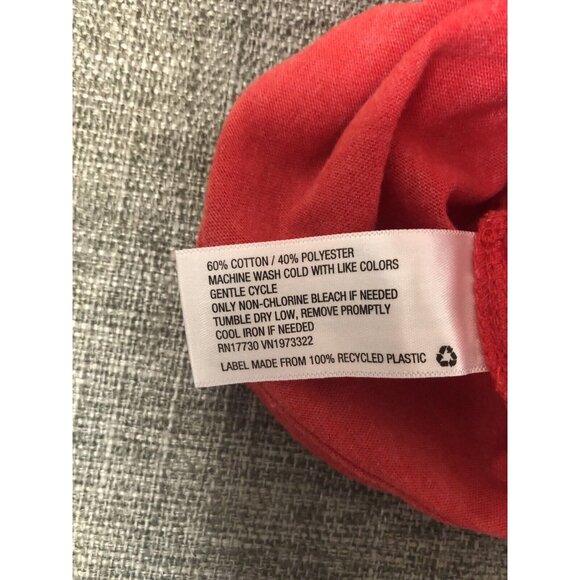 60% COTTON / 40% POLYESTER
MACHINE WASH COLD WITH LIKE COLORS
GENTLE CYCLE
ONLY NON-CHLORINE BLEACH IF NEEDED
TUMBLE DRY LOW, REMOVE PROMPTLY
COOL IRON IF NEEDED
RN17730 VN1973322
LABEL MADE FROM 100% RECYCLED PLASTIC